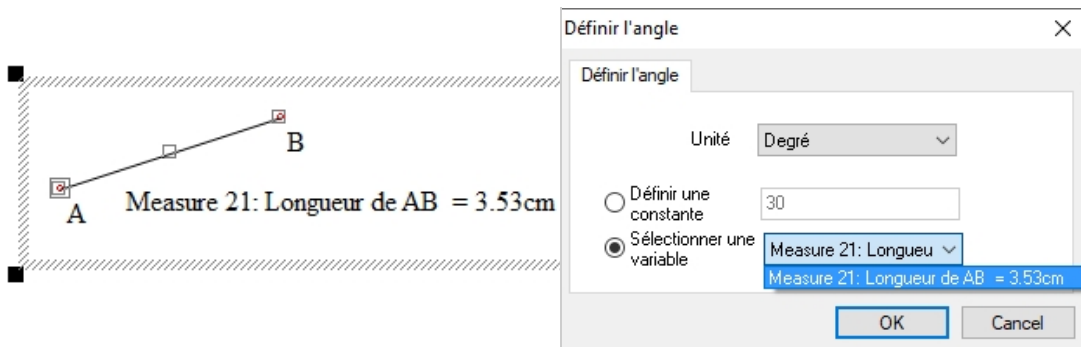 B
A
Measure 21: Longueur de AB = 3.53cm
Définir l'angle
Définir l'angle
Unité
Degré
Définir une
constante
30
Sélectionner une
variable
Measure 21: Longueu
Measure 21: Longueur de AB = 3.53cm
OK
Cancel